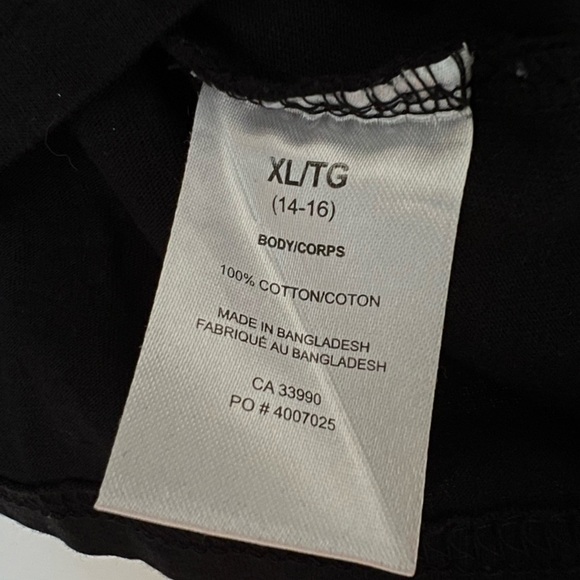 XL/TG
(14-16)
BODY/CORPS
100% COTTON/COTON
MADE IN BANGLADESH
FABRIQUÉ AU BANGLADESH
CA 33990
PO # 4007025